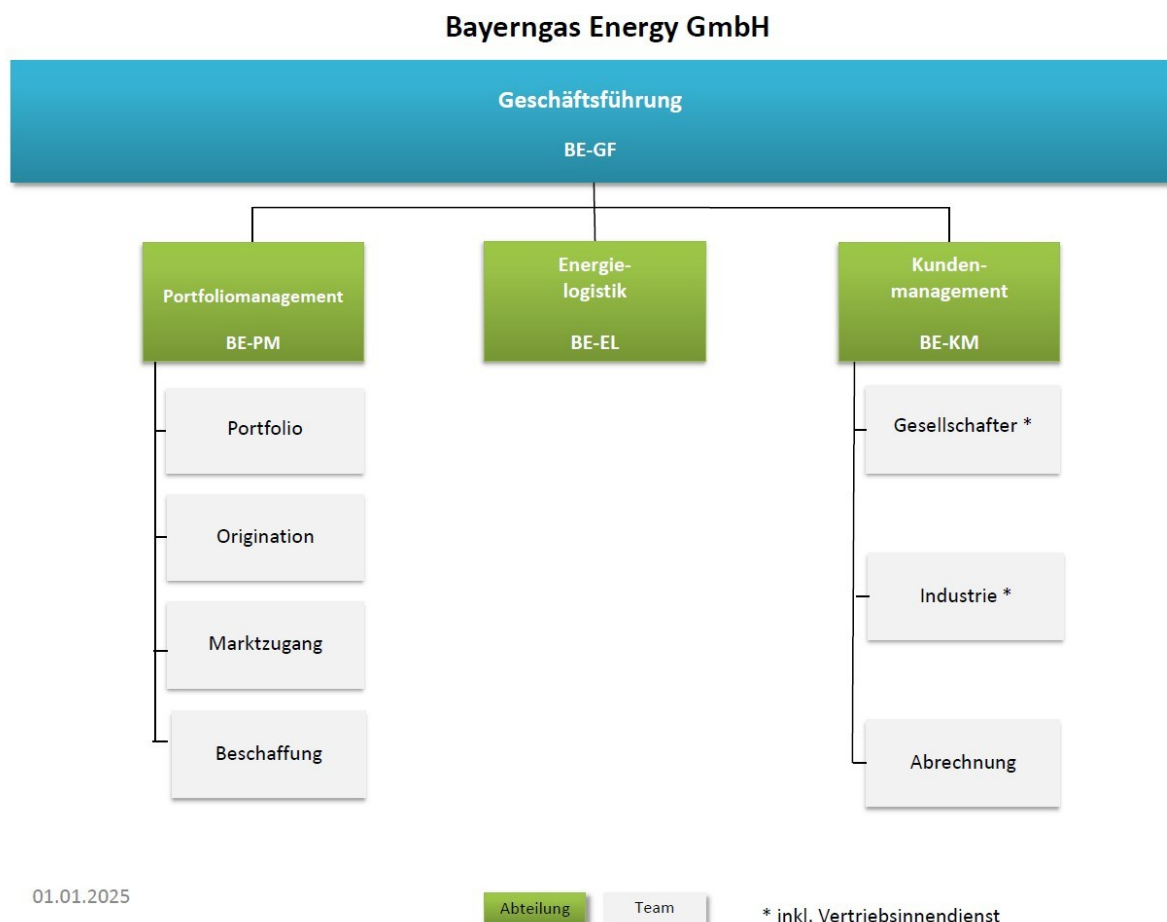 Bayerngas Energy GmbH
Geschäftsführung
BE-GF
Portfoliomanagement
BE-PM
Energie-
logistik
BE-EL
Kunden-
management
BE-KM
Portfolio
Origination
Marktzugang
Beschaffung
Gesellschafter *
Industrie *
Abrechnung
01.01.2025
Abteilung
Team
* inkl. Vertriebsinnendienst